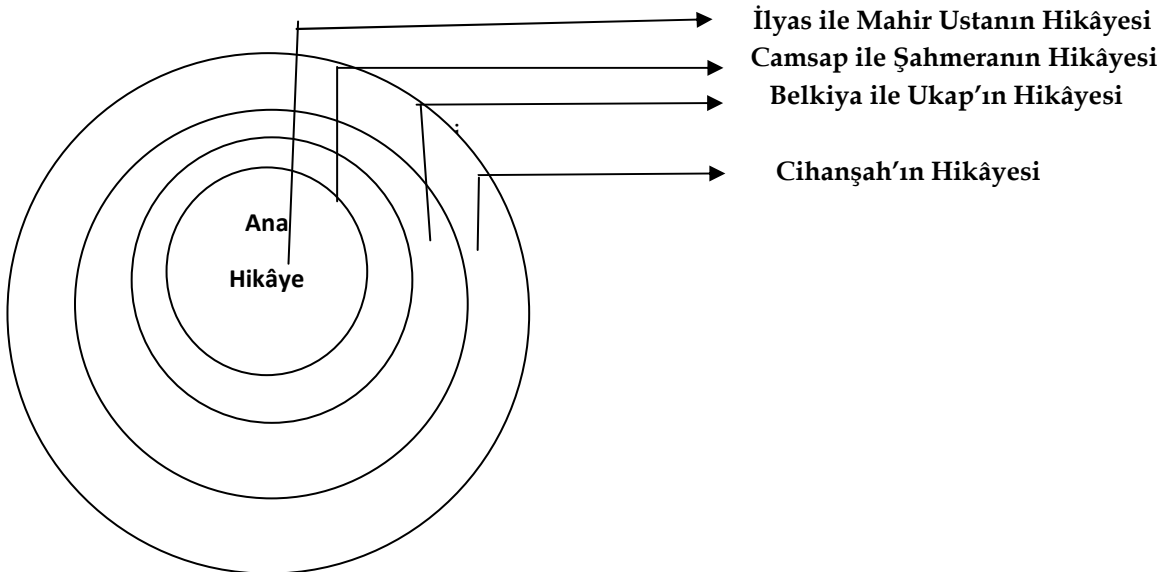 İlyas ile Mahir Ustanın Hikâyesi
Camsap ile Şahmeranın Hikâyesi
Belkiya ile Ukap’ın Hikâyesi
Cihanşah’ın Hikâyesi
Ana
Hikâye